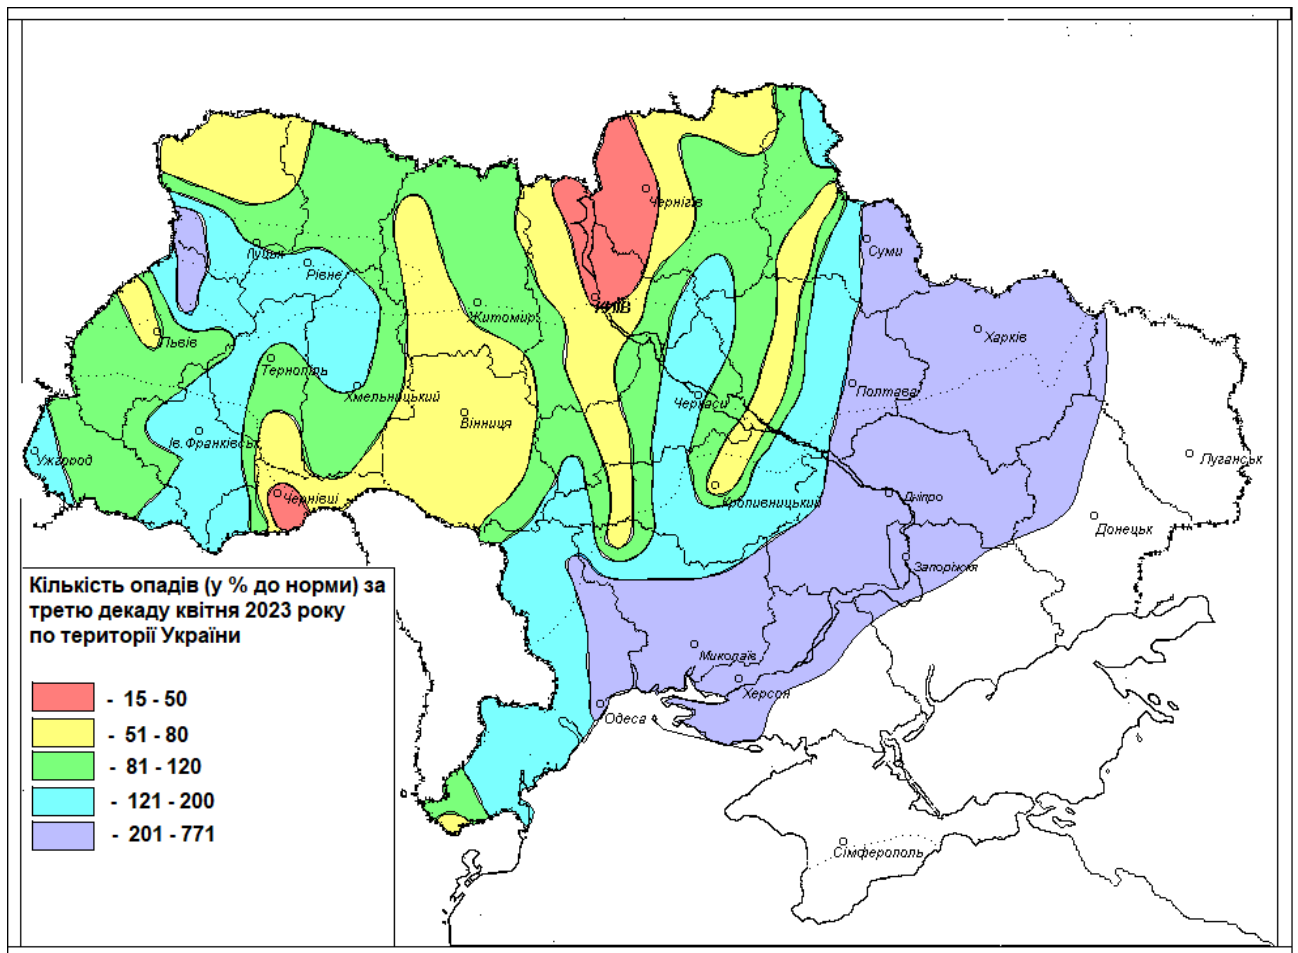 Чернігів
Суми
Луцьк
Рівне
КИЇВ
Житомир
Харків
Львів
Тернопіль
Хмельницький
Черкаси
Полтава
Вінниця
Ів. Франківськ
Ужгород
Луганськ
Чернівці
Кропивницький
Дніпро
Донецьк
Запоріжжя
Кількість опадів (у % до норми) за
третю декаду квітня 2023 року
по території України
Миколаїв
Херсон
Одеса
- 15 - 50
- 51 - 80
- 81 - 120
- 121 - 200
- 201 - 771
Сімферополь